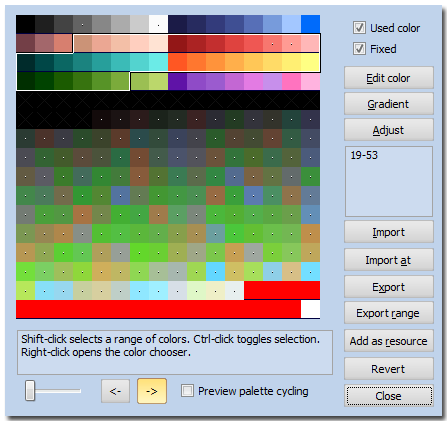 Used color
Fixed
Edit color
Gradient
Adjust
19-53
Import
Import at
Export
Export range
Add as resource
Revert
Close
Shift-click selects a range of colors. Ctrl-click toggles selection.
Right-click opens the color chooser.
<-
->
Preview palette cycling